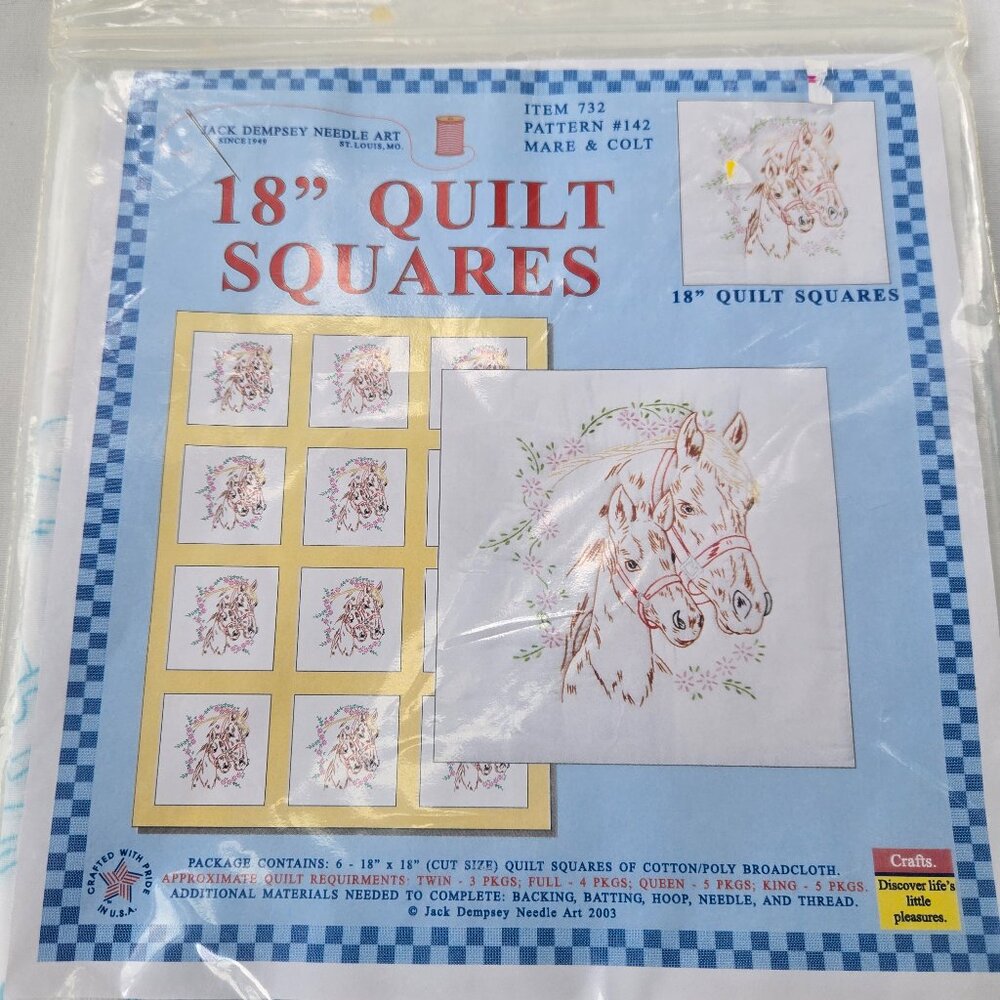 JACK DEMPSEY NEEDLE ART
SINCE 1949 ST. LOUIS, MO.
ITEM 732
PATTERN #142
MARE & COLT
18” QUILT
SQUARES
18” QUILT SQUARES
PACKAGE CONTAINS: 6 - 18” x 18” (CUT SIZE) QUILT SQUARES OF COTTON/POLY BROADCLOTH.
APPROXIMATE QUILT REQUIRMENTS: TWIN - 3 PKGS; FULL - 4 PKGS; QUEEN - 5 PKGS; KING - 5 PKGS.
ADDITIONAL MATERIALS NEEDED TO COMPLETE: BACKING, BATTING, HOOP, NEEDLE, AND THREAD.
© Jack Dempsey Needle Art 2003
CRAFTED WITH PRIDE
IN U.S.A.
Crafts.
Discover life's
little
pleasures.